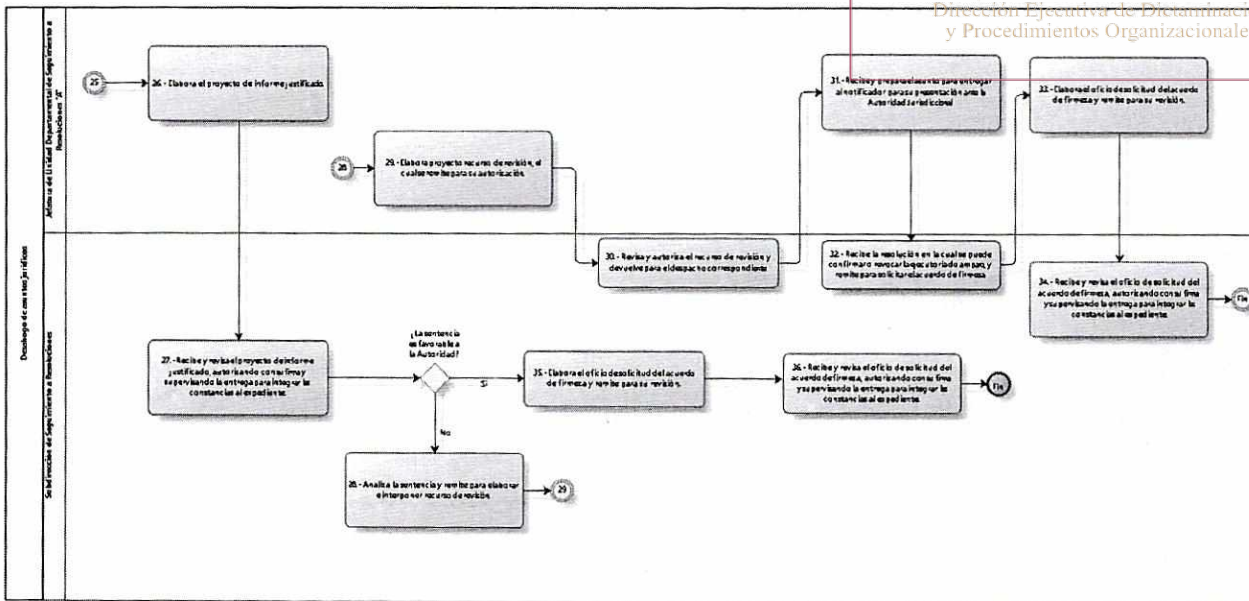 Dirección Ejecutiva de Dictaminaci
y Procedimientos Organizacionale
Desahogo de asuntos jurídicos
Jefatura de Unidad Departamental de Seguimiento a
Resoluciones "A"
25
26.- Elabora el proyecto de informe justificado.
28
29.- Elabora proyecto recurso de revisión, el
cual se remite para su autorización.
31.- Recibe y prepara el asunto para entregar
al notificador para su presentación ante la
Autoridad Jurisdiccional
33.- Elabora el oficio de solicitud del acuerdo de
firmeza y remite para su revisión.
Subdirección de Seguimiento a Resoluciones
30.- Revisa y autoriza el recurso de revisión y
devuelve para el despacho correspondiente
32.- Recibe la resolución en la cual se puede
confirmar o revocar la ejecutoria de amparo, y
remite para solicitar el acuerdo de firmeza
34.- Recibe y revisa el oficio de solicitud del
acuerdo de firmeza, autorizando con su firma
y supervisando la entrega para integrar las
constancias al expediente.
Fin
27.- Recibe y revisa el proyecto de informe
justificado, autorizando con su firma y
supervisando la entrega para integrar las
constancias al expediente.
¿La sentencia
es favorable a
la Autoridad?
Si
No
35.- Elabora el oficio de solicitud del acuerdo
de firmeza y remite para su revisión.
36.- Recibe y revisa el oficio de solicitud del
acuerdo de firmeza, autorizando con su firma
y supervisando la entrega para integrar las
constancias al expediente.
Fin
28.- Analiza la sentencia y remite para elaborar
e interponer recurso de revisión.
29